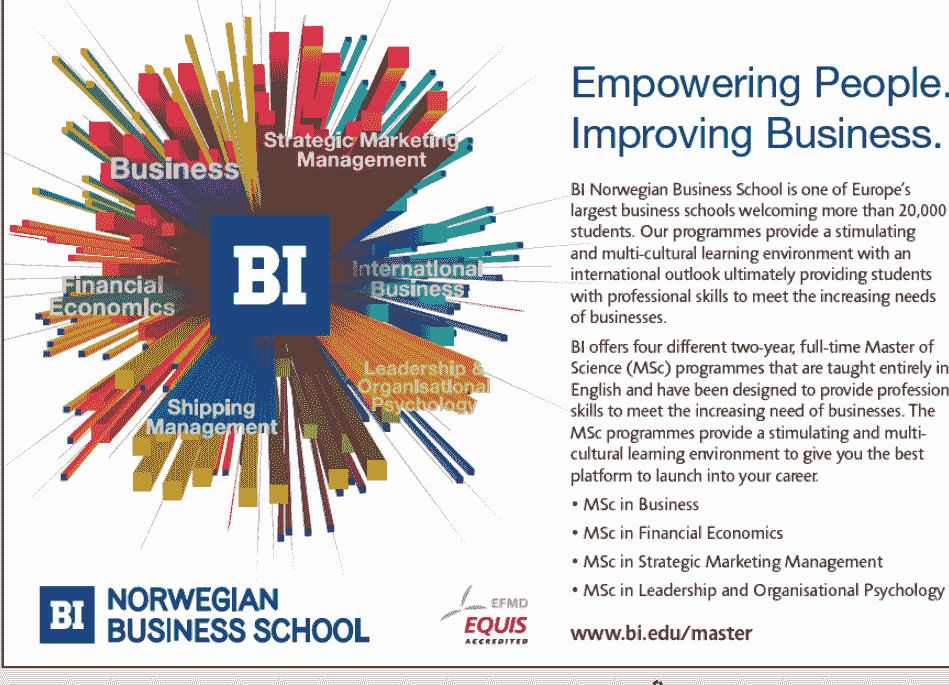 Strategic Marketing
Management
Business
BI
International
Business
Financial
Economics
Leadership &
Organisational
Psychology
Shipping
Management
BI
NORWEGIAN
BUSINESS SCHOOL
EFMD
EQUIS
ACCREDITED
Empowering People.
Improving Business.
BI Norwegian Business School is one of Europe's
largest business schools welcoming more than 20,000
students. Our programmes provide a stimulating
and multi-cultural learning environment with an
international outlook ultimately providing students
with professional skills to meet the increasing needs
of businesses.
BI offers four different two-year, full-time Master of
Science (MSc) programmes that are taught entirely in
English and have been designed to provide profession
skills to meet the increasing need of businesses. The
MSc programmes provide a stimulating and multi-
cultural learning environment to give you the best
platform to launch into your career.
• MSc in Business
• MSc in Financial Economics
• MSc in Strategic Marketing Management
• MSc in Leadership and Organisational Psychology
www.bi.edu/master